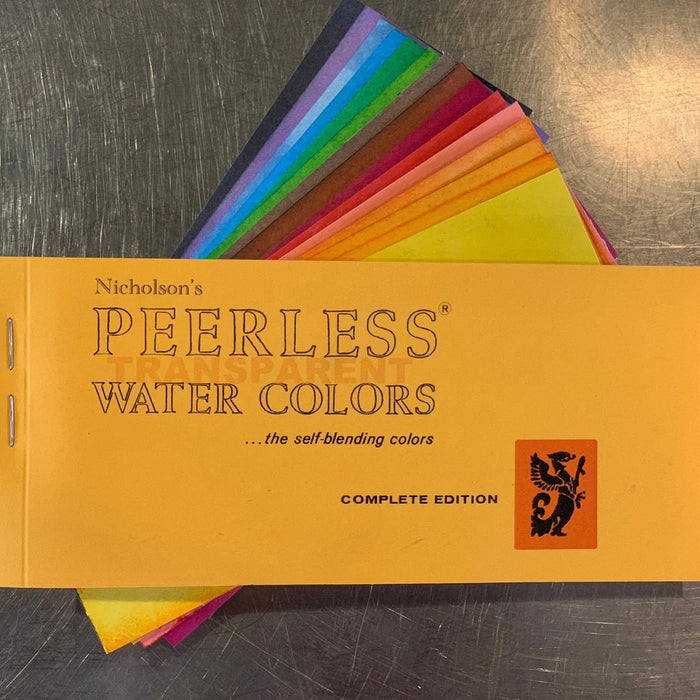 Nicholson's
PEERLESS®
TRANSPARENT
WATER COLORS
...the self-blending colors
COMPLETE EDITION